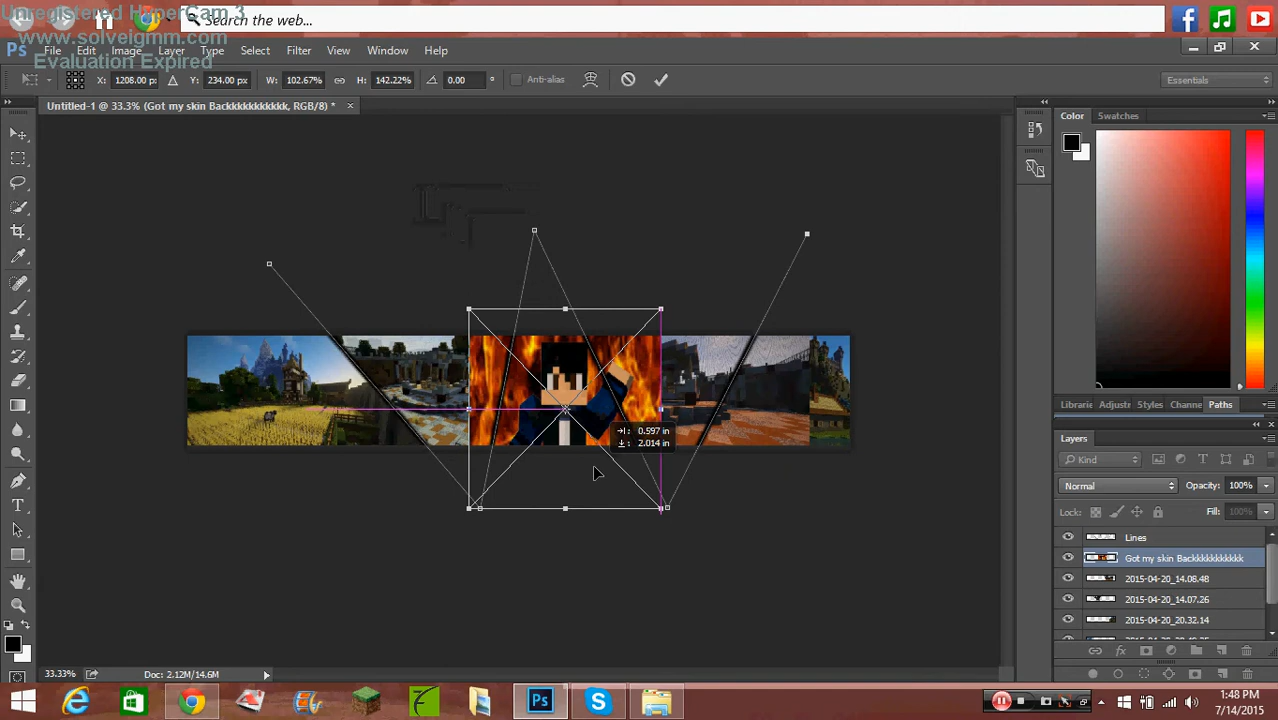 Unregistered HyperCam 3
Search the web...
www.solveigmm.com
Evaluation Expired
Ps File Edit Image Layer Type Select Filter View Window Help
X: 1208.00 px Y: 234.00 px W: 102.67% H: 142.22% 0.00 ° Anti-alias Essentials
Untitled-1 @ 33.3% (Got my skin Backkkkkkkkkkk, RGB/8) * ×
Color Swatches
0.597 in
2.014 in
Librarie Adjustr Styles Channe Paths
Layers
Kind
Normal Opacity: 100%
Lock: Fill: 100%
Lines
Got my skin Backkkkkkkkkkk
2015-04-20_14.08.48
2015-04-20_14.07.26
2015-04-20_20.32.14
33.33% Doc: 2.12M/14.6M
1:48 PM
7/14/2015